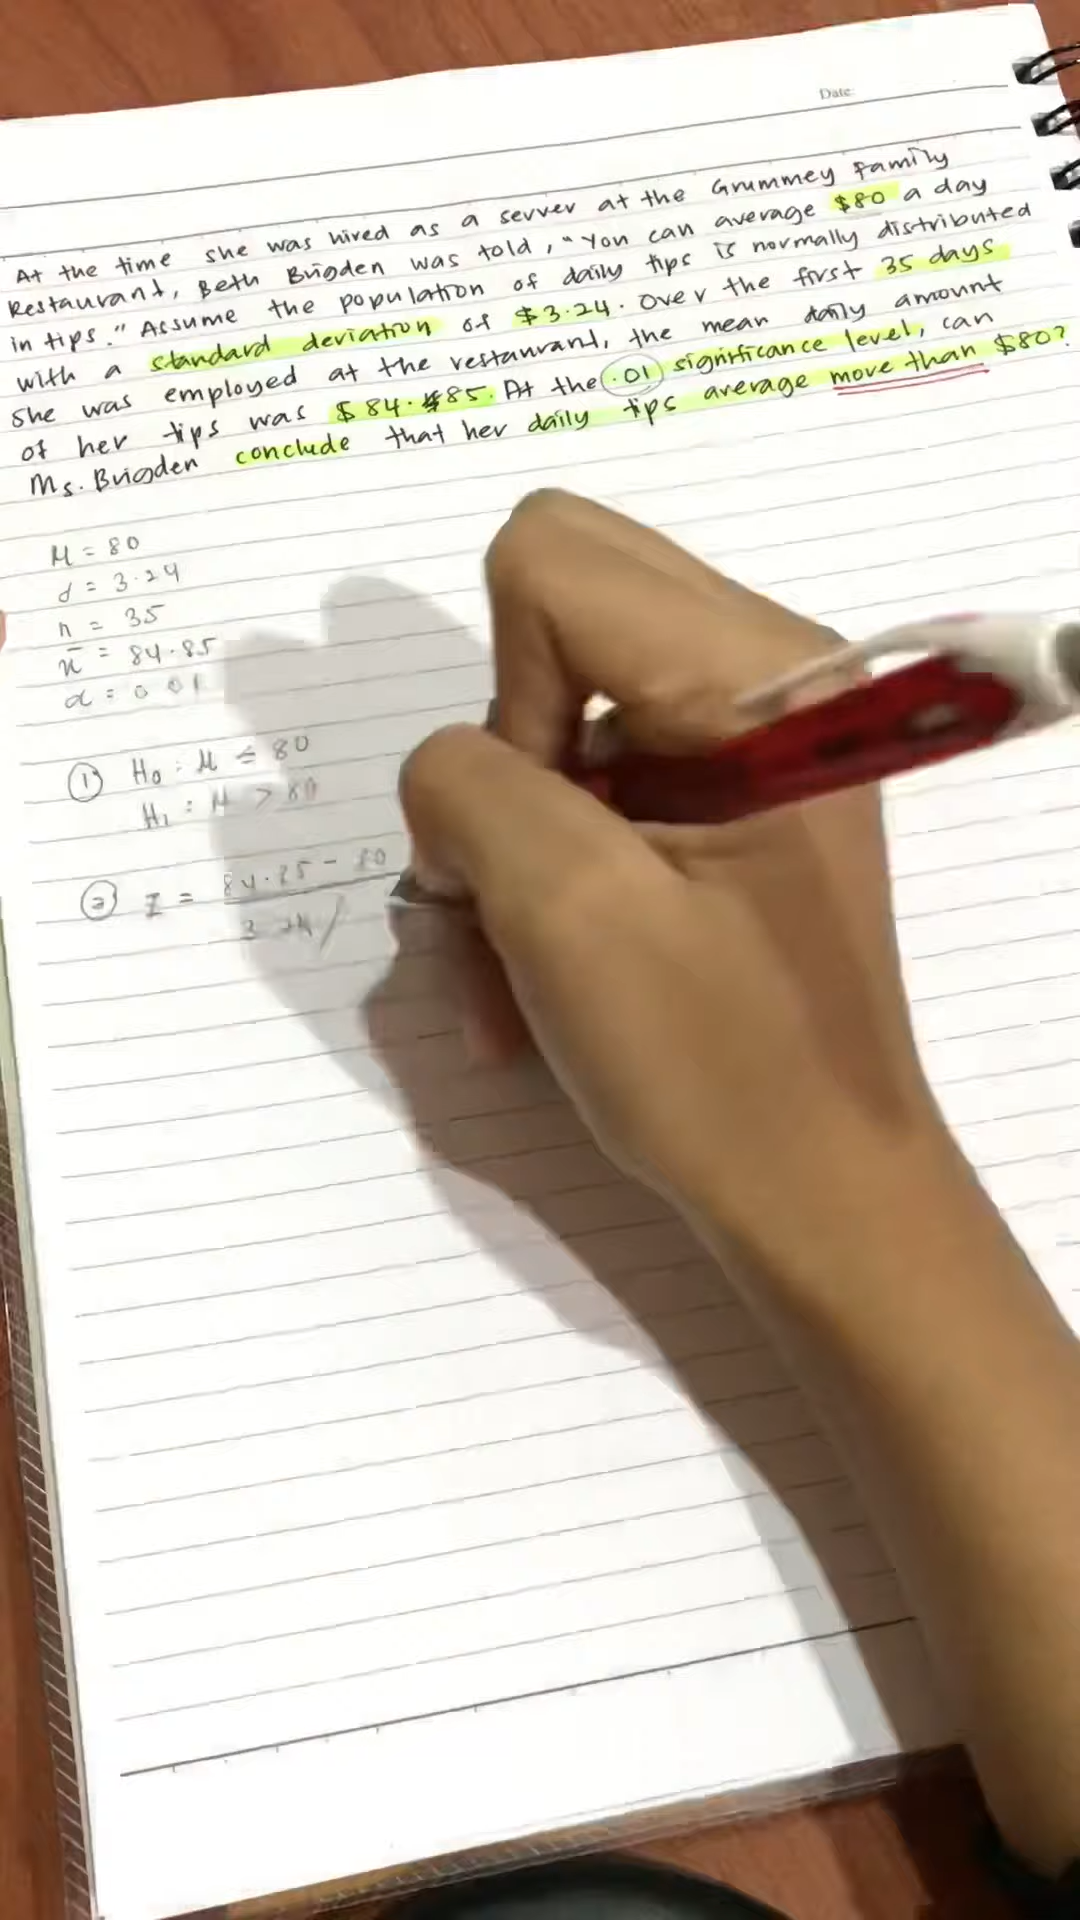 Date:
At the time she was hired as a server at the Grummey Family
Restaurant, Beth Brigden was told, "You can average $80 a day
in tips." Assume the population of daily tips is normally distributed
with a standard deviation of $3.24. Over the first 35 days
she was employed at the restaurant, the mean daily amount
of her tips was $84.85. At the .01 significance level, can
Ms. Brigden conclude that her daily tips average more than $80?
μ = 80
σ = 3.24
n = 35
x̄ = 84.85
α = 0.01
① H₀ : μ ≤ 80
H₁ : μ > 80
② z = 84.85 - 80
3.24/